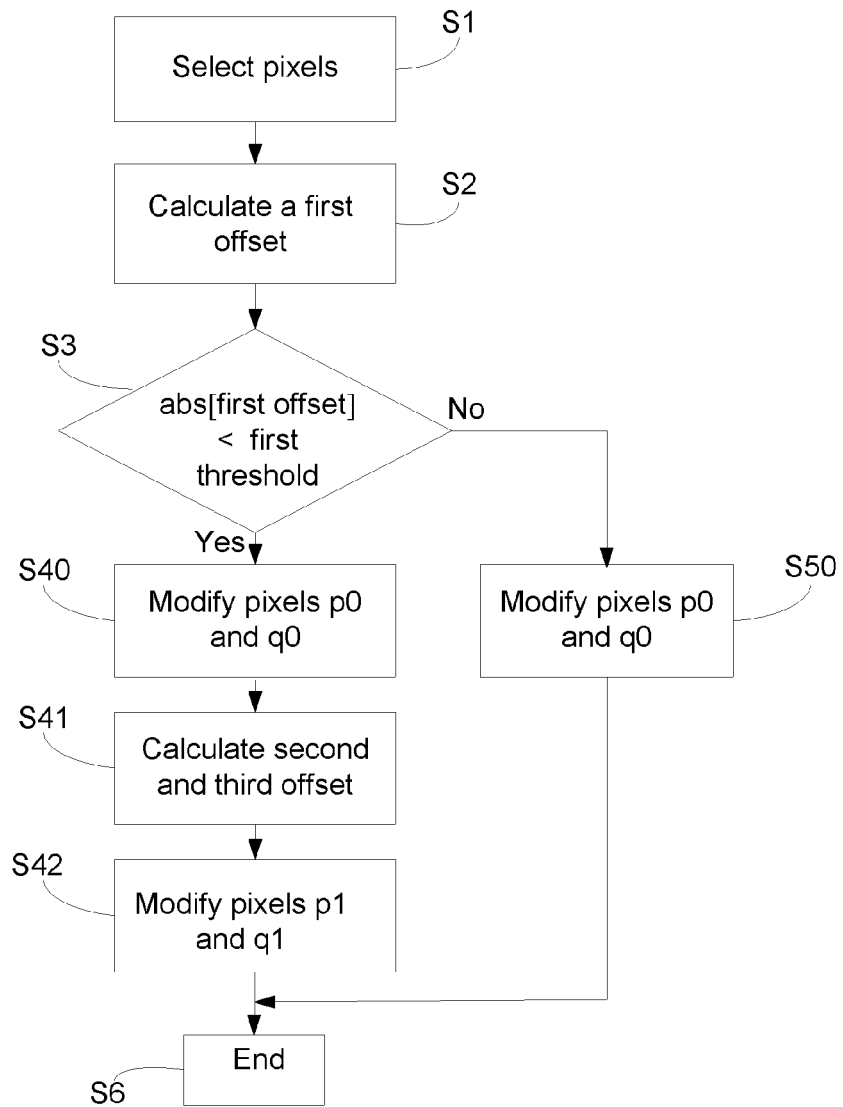 S1
Select pixels
S2
Calculate a first
offset
S3
abs[first offset]
< first
threshold
No
Yes
S40
Modify pixels p0
and q0
S50
Modify pixels p0
and q0
S41
Calculate second
and third offset
S42
Modify pixels p1
and q1
End
S6